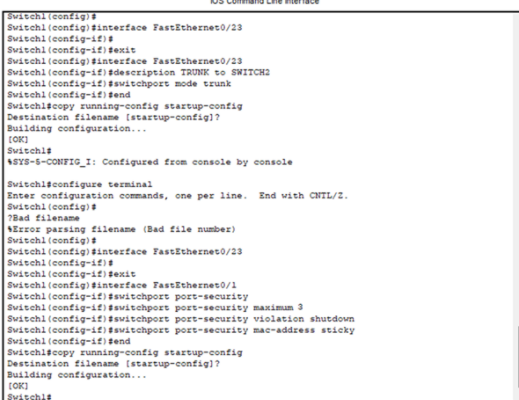 IOS Command Line Interface
Switch1(config)#
Switch1(config)#interface FastEthernet0/23
Switch1(config-if)#
Switch1(config-if)#exit
Switch1(config)#interface FastEthernet0/23
Switch1(config-if)#description TRUNK to SWITCH2
Switch1(config-if)#switchport mode trunk
Switch1(config-if)#end
Switch1#copy running-config startup-config
Destination filename [startup-config]?
Building configuration...
[OK]
Switch1#
%SYS-5-CONFIG_I: Configured from console by console
Switch1#configure terminal
Enter configuration commands, one per line.  End with CNTL/Z.
Switch1(config)#
?Bad filename
%Error parsing filename (Bad file number)
Switch1(config)#
Switch1(config)#interface FastEthernet0/23
Switch1(config-if)#
Switch1(config-if)#exit
Switch1(config)#interface FastEthernet0/1
Switch1(config-if)#switchport port-security
Switch1(config-if)#switchport port-security maximum 3
Switch1(config-if)#switchport port-security violation shutdown
Switch1(config-if)#switchport port-security mac-address sticky
Switch1(config-if)#end
Switch1#copy running-config startup-config
Destination filename [startup-config]?
Building configuration...
[OK]
Switch1#